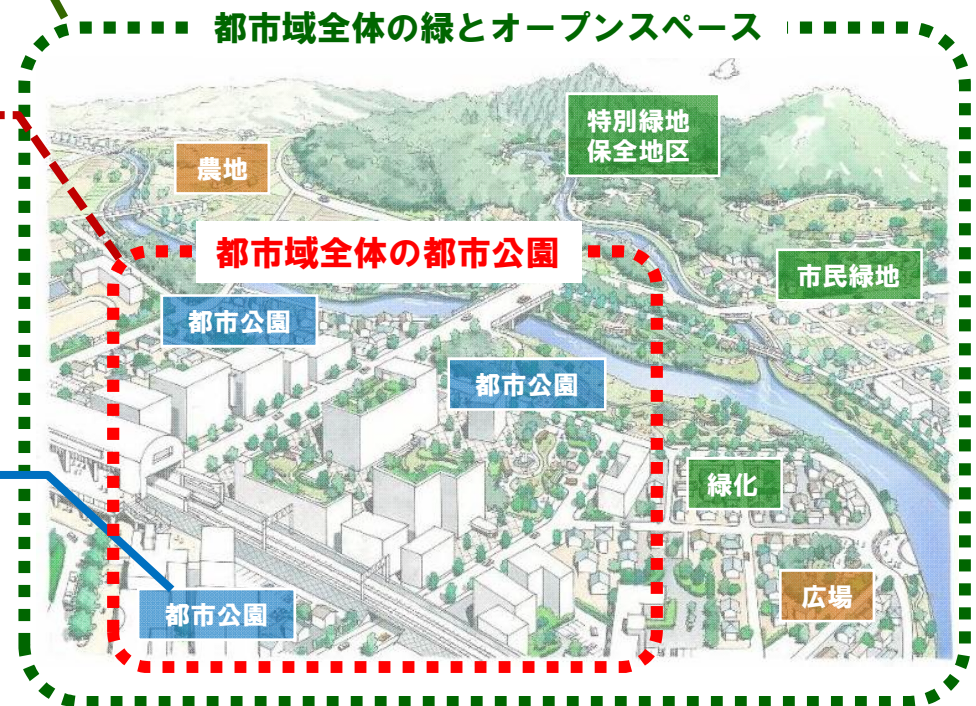 都市域全体の緑とオープンスペース
特別緑地
保全地区
農地
都市域全体の都市公園
市民緑地
都市公園
都市公園
緑化
広場
都市公園